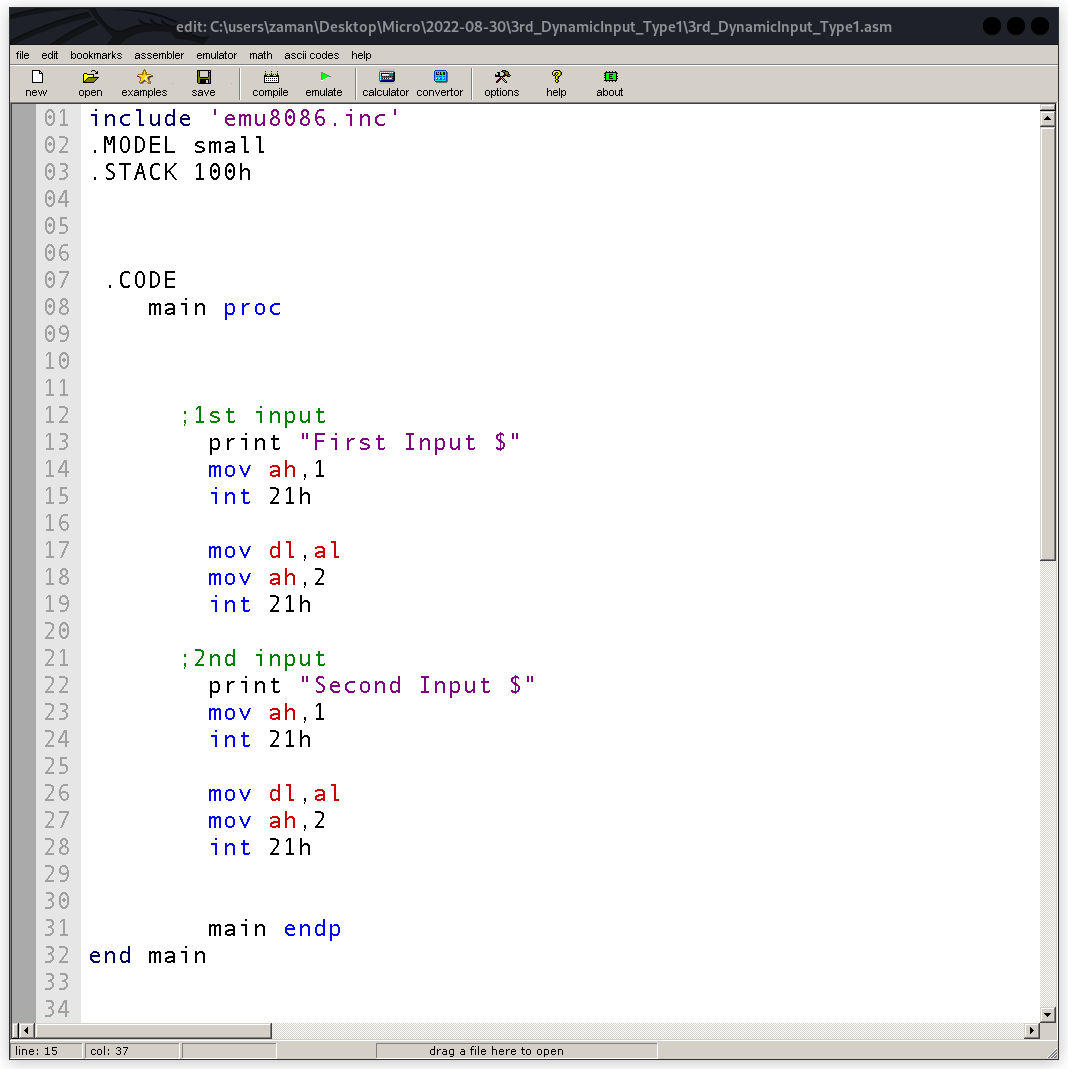 edit: C:\users\zaman\Desktop\Micro\2022-08-30\3rd_DynamicInput_Type1\3rd_DynamicInput_Type1.asm
file edit bookmarks assembler emulator math ascii codes help
new open examples save compile emulate calculator convertor options help about
01 include 'emu8086.inc'
02 .MODEL small
03 .STACK 100h
04
05
06
07 .CODE
08 main proc
09
10
11
12 ;1st input
13 print "First Input $"
14 mov ah,1
15 int 21h
16
17 mov dl,al
18 mov ah,2
19 int 21h
20
21 ;2nd input
22 print "Second Input $"
23 mov ah,1
24 int 21h
25
26 mov dl,al
27 mov ah,2
28 int 21h
29
30
31 main endp
32 end main
33
34
line: 15 col: 37 drag a file here to open